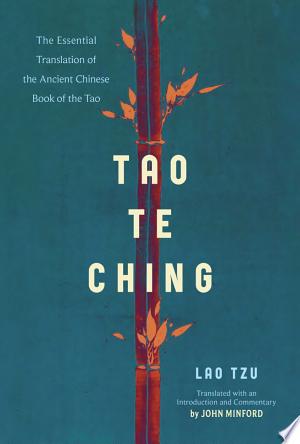 The Essential
Translation of
the Ancient Chinese
Book of the Tao
TAO
TE
CHING
LAO TZU
Translated with an
Introduction and Commentary
by JOHN MINFORD